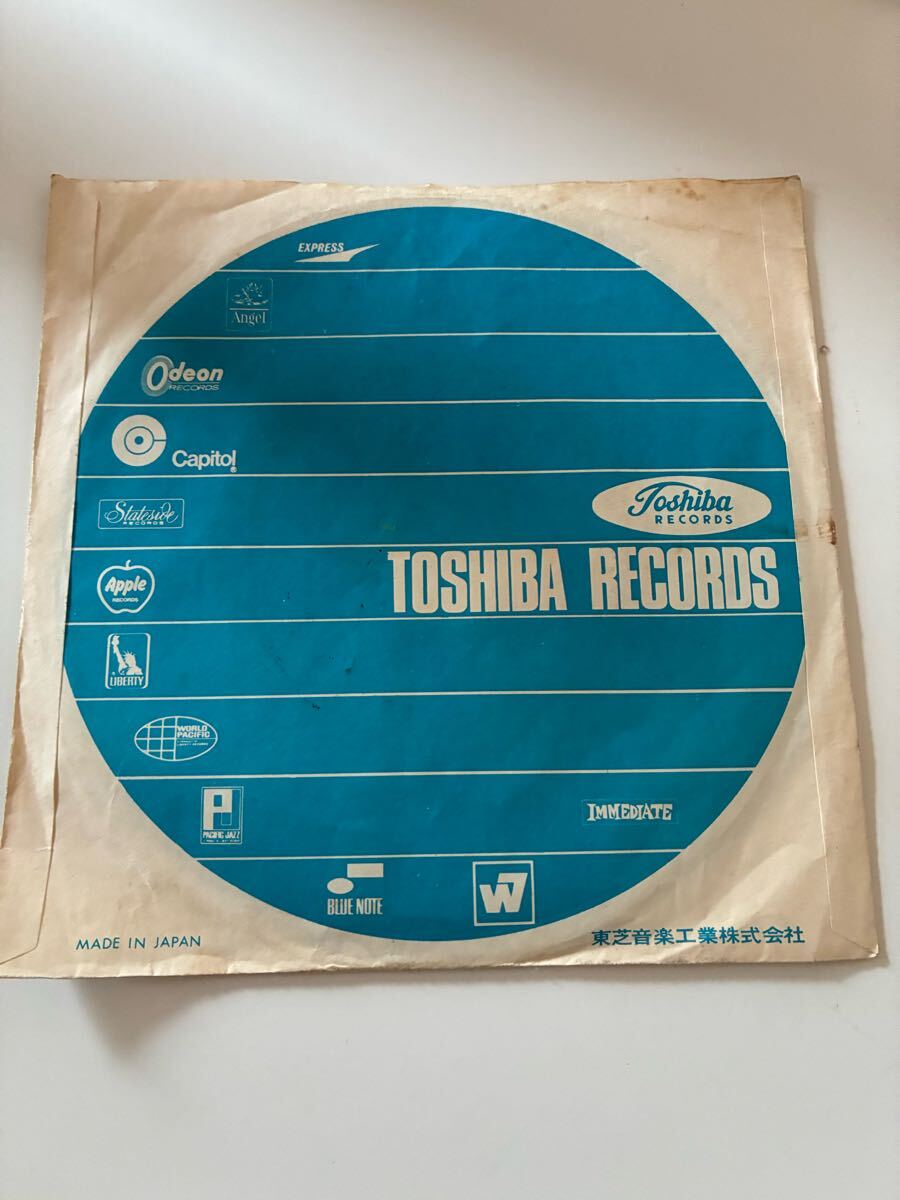 EXPRESS
Angel
Odeon
RECORDS
Capitol®
Stateside
RECORDS
Toshiba
RECORDS
TOSHIBA RECORDS
Apple
RECORDS
LIBERTY
WORLD
PACIFIC
PJ
PACIFIC JAZZ
IMMEDIATE
BLUE NOTE
W7
MADE IN JAPAN
東芝音楽工業株式会社